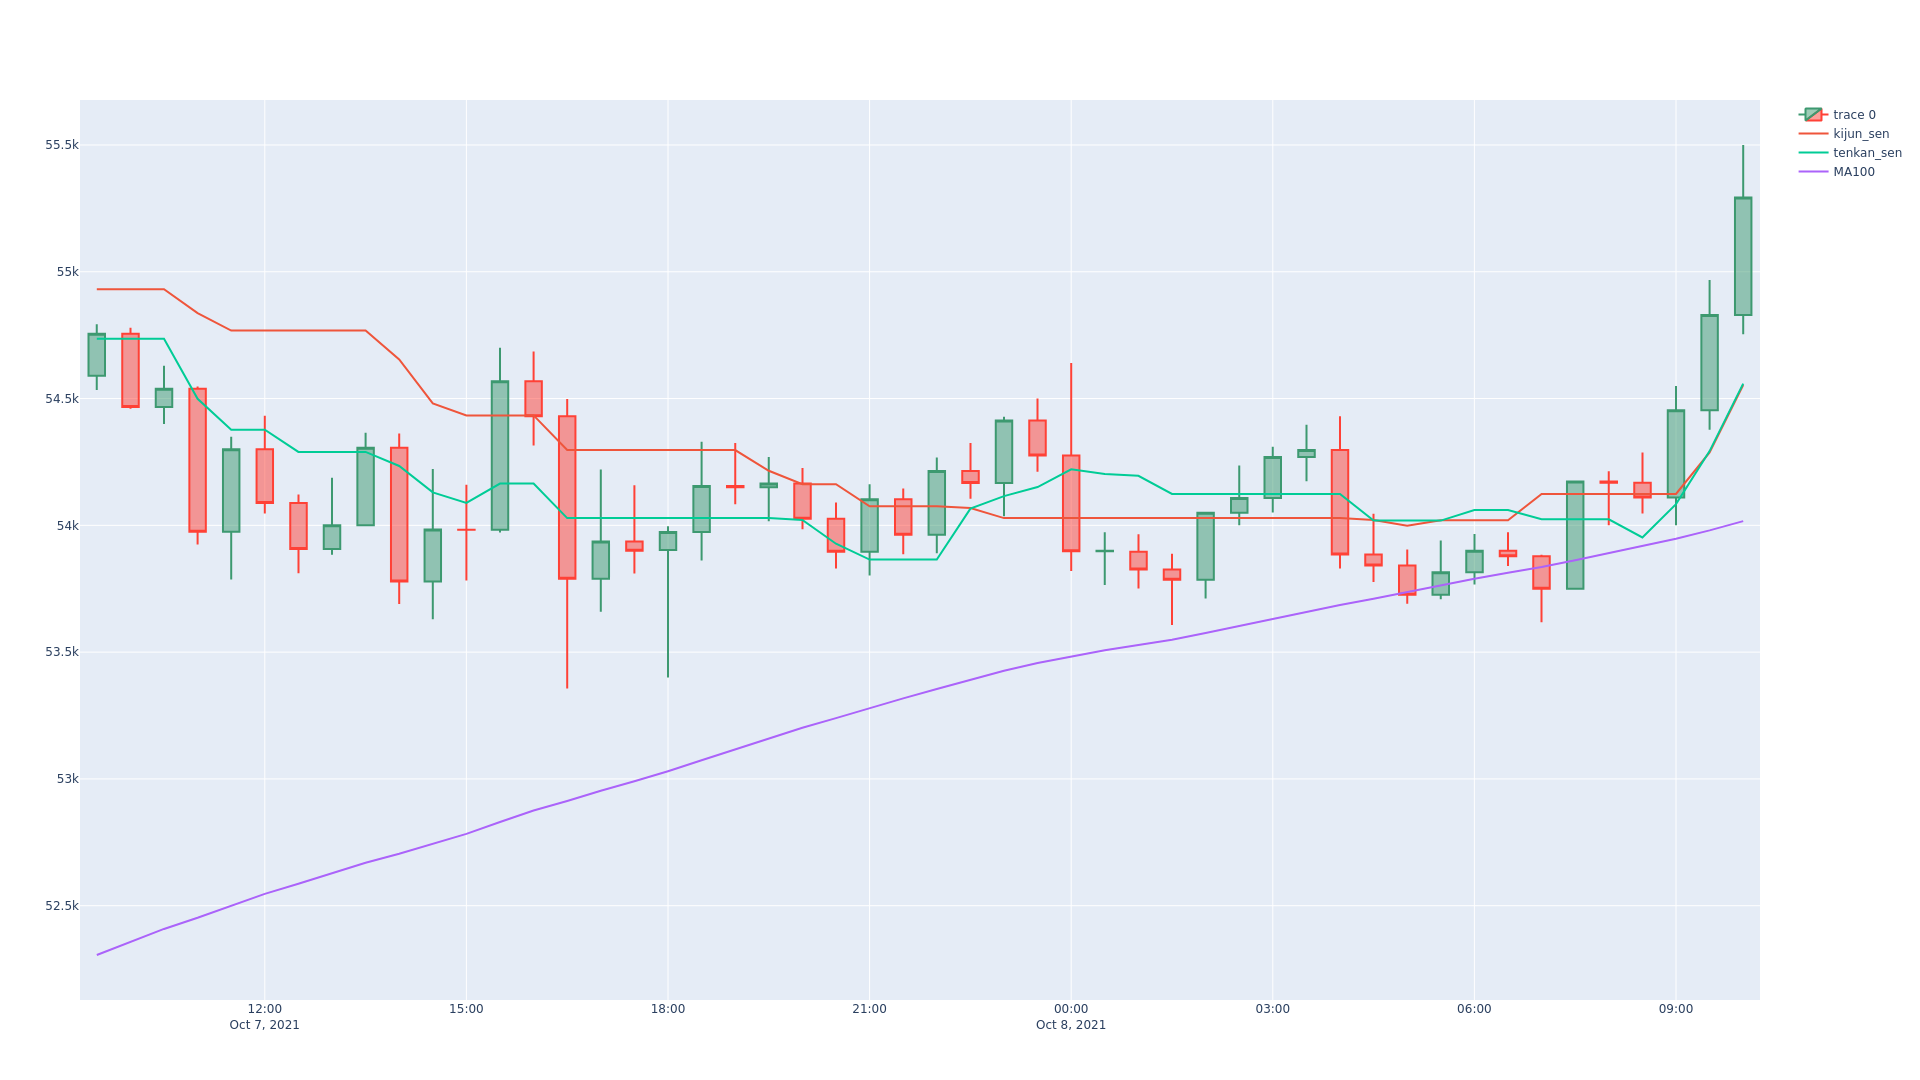 trace 0
kijun_sen
tenkan_sen
MA100
55.5k
55k
54.5k
54k
53.5k
53k
52.5k
12:00 15:00 18:00 21:00 00:00 03:00 06:00 09:00
Oct 7, 2021 Oct 8, 2021